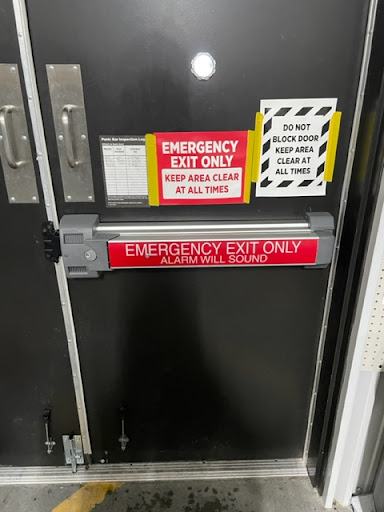 Panic Bar Inspection Log
EMERGENCY
EXIT ONLY
KEEP AREA CLEAR
AT ALL TIMES
DO NOT
BLOCK DOOR
KEEP AREA
CLEAR AT
ALL TIMES
EMERGENCY EXIT ONLY
ALARM WILL SOUND